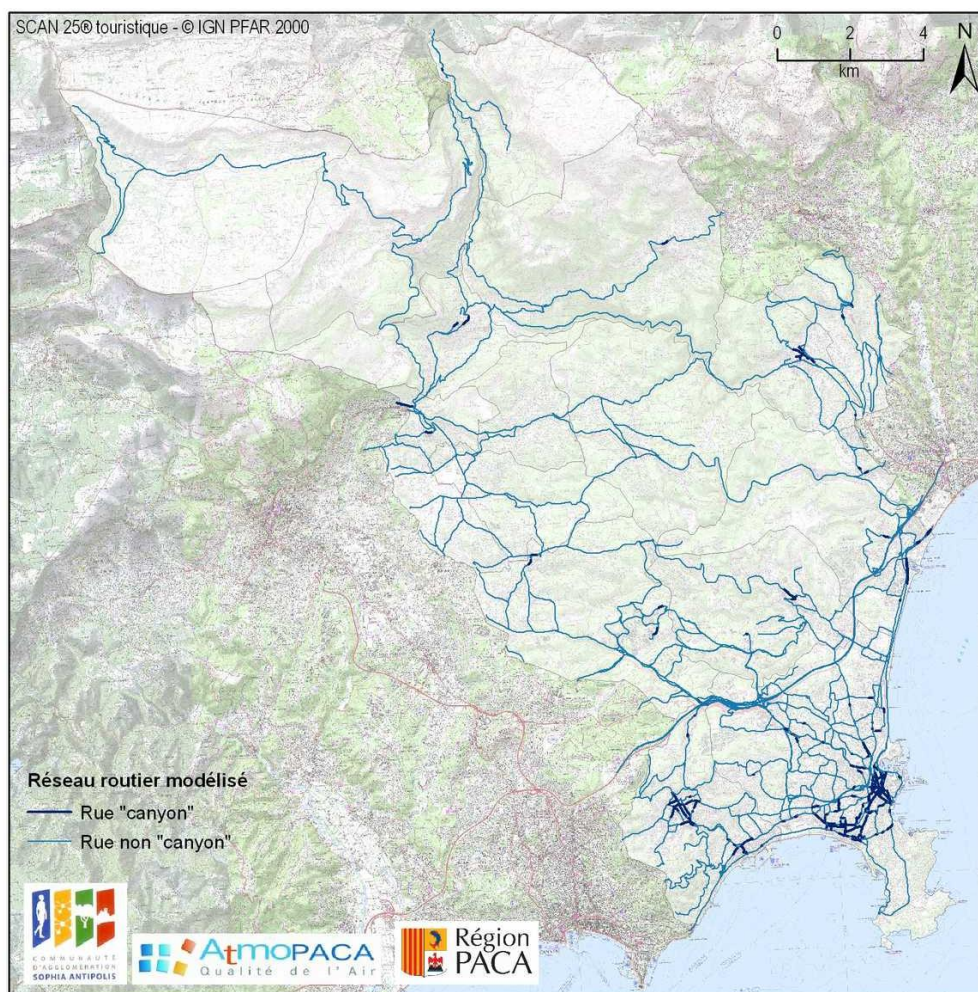 SCAN 25® touristique - © IGN PFAR 2000
0 2 4
km
N
Réseau routier modélisé
Rue "canyon"
Rue non "canyon"
COMMUNAUTÉ
D'AGGLOMÉRATION
SOPHIA ANTIPOLIS
AtmoPACA
Qualité de l'Air
Région
PACA